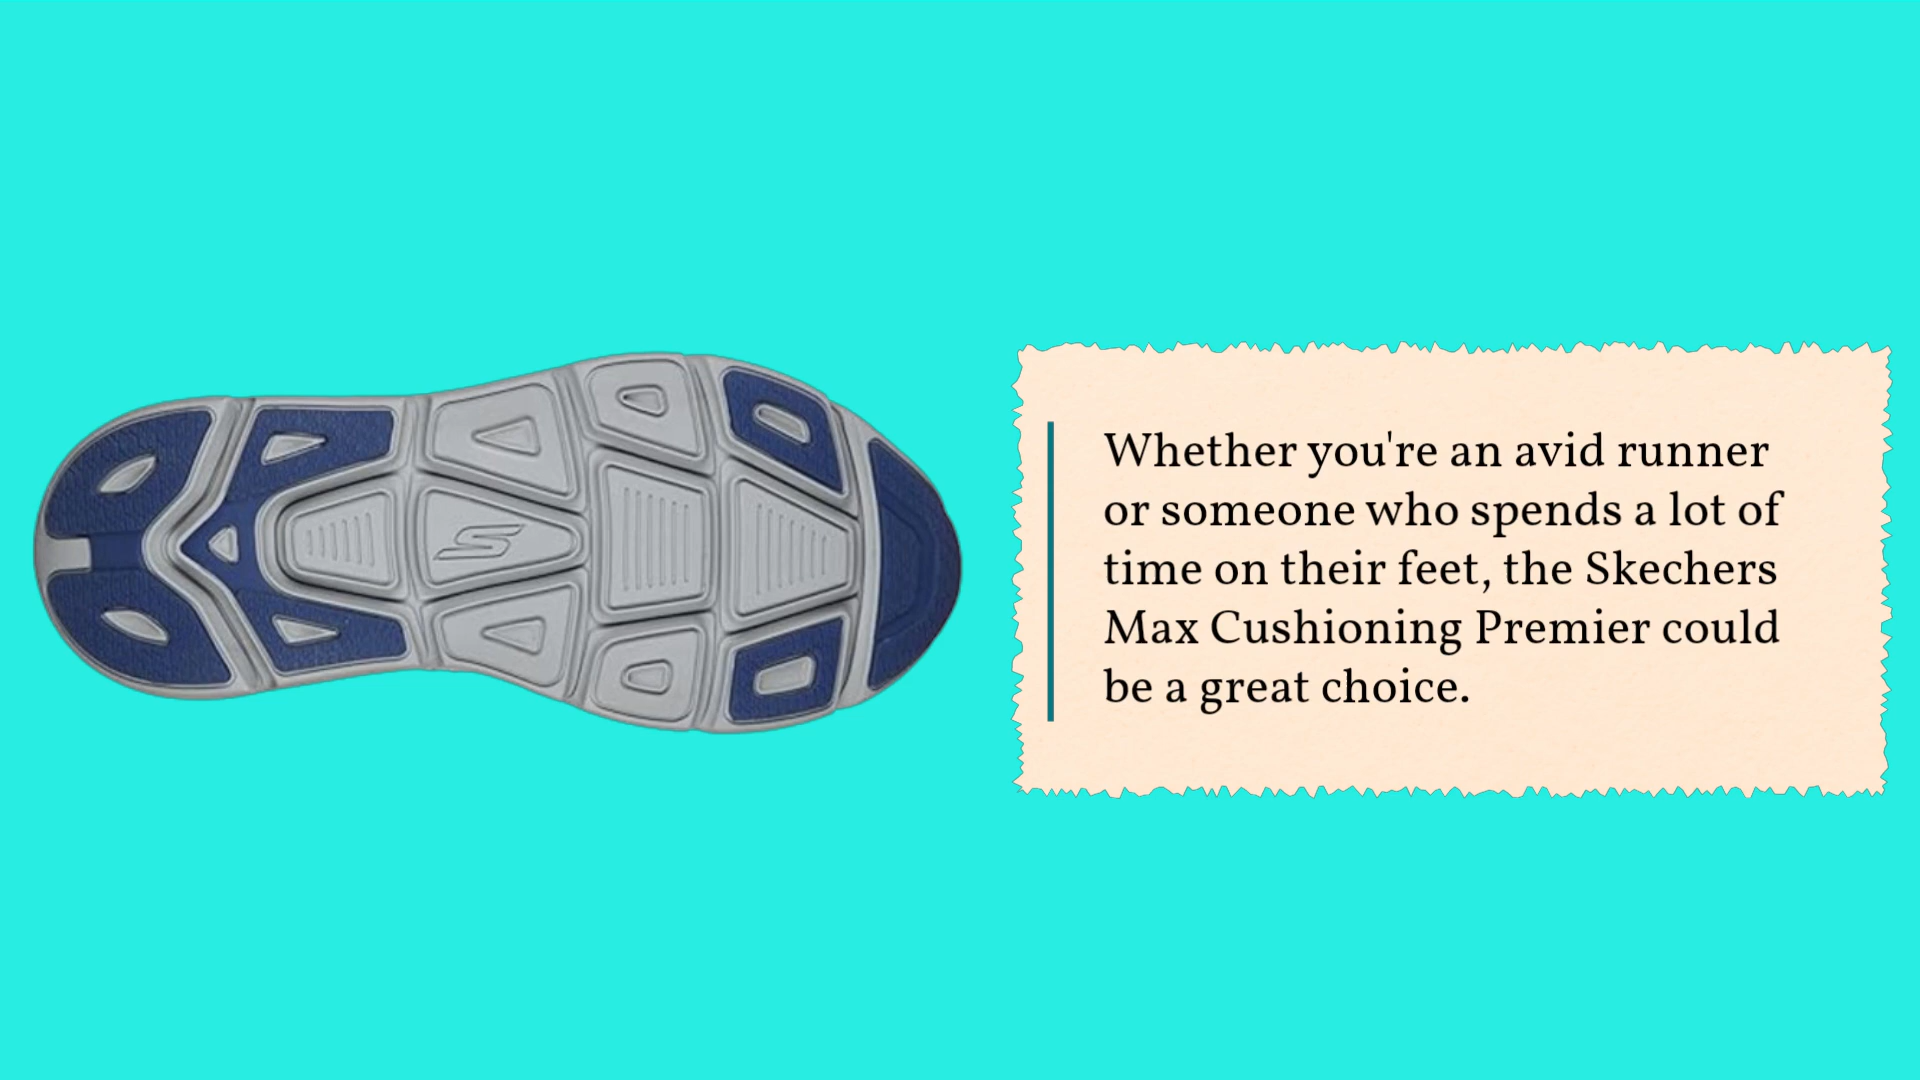 Whether you're an avid runner
or someone who spends a lot of
time on their feet, the Skechers
Max Cushioning Premier could
be a great choice.